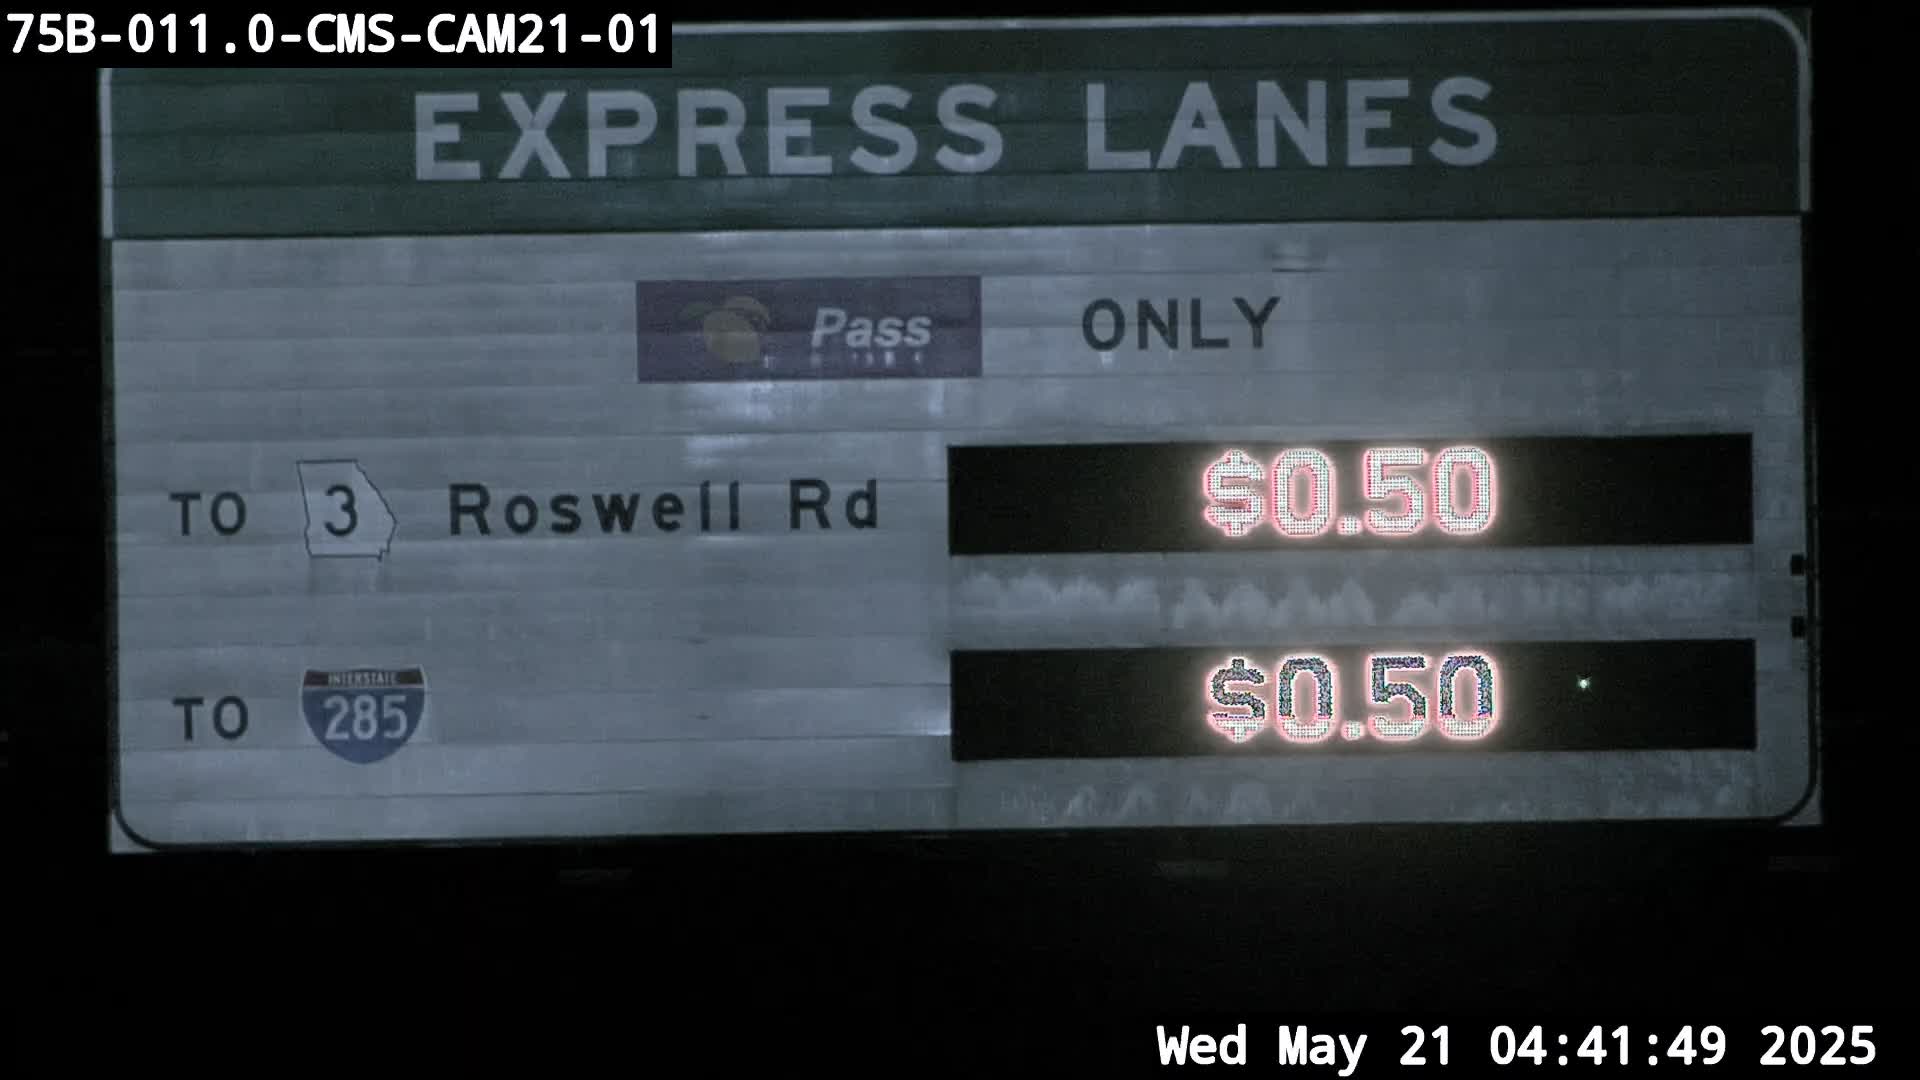 75B-011.0-CMS-CAM21-01
EXPRESS LANES
Pass ONLY
TO 3 Roswell Rd $0.50
TO INTERSTATE 285 $0.50
Wed May 21 04:41:49 2025